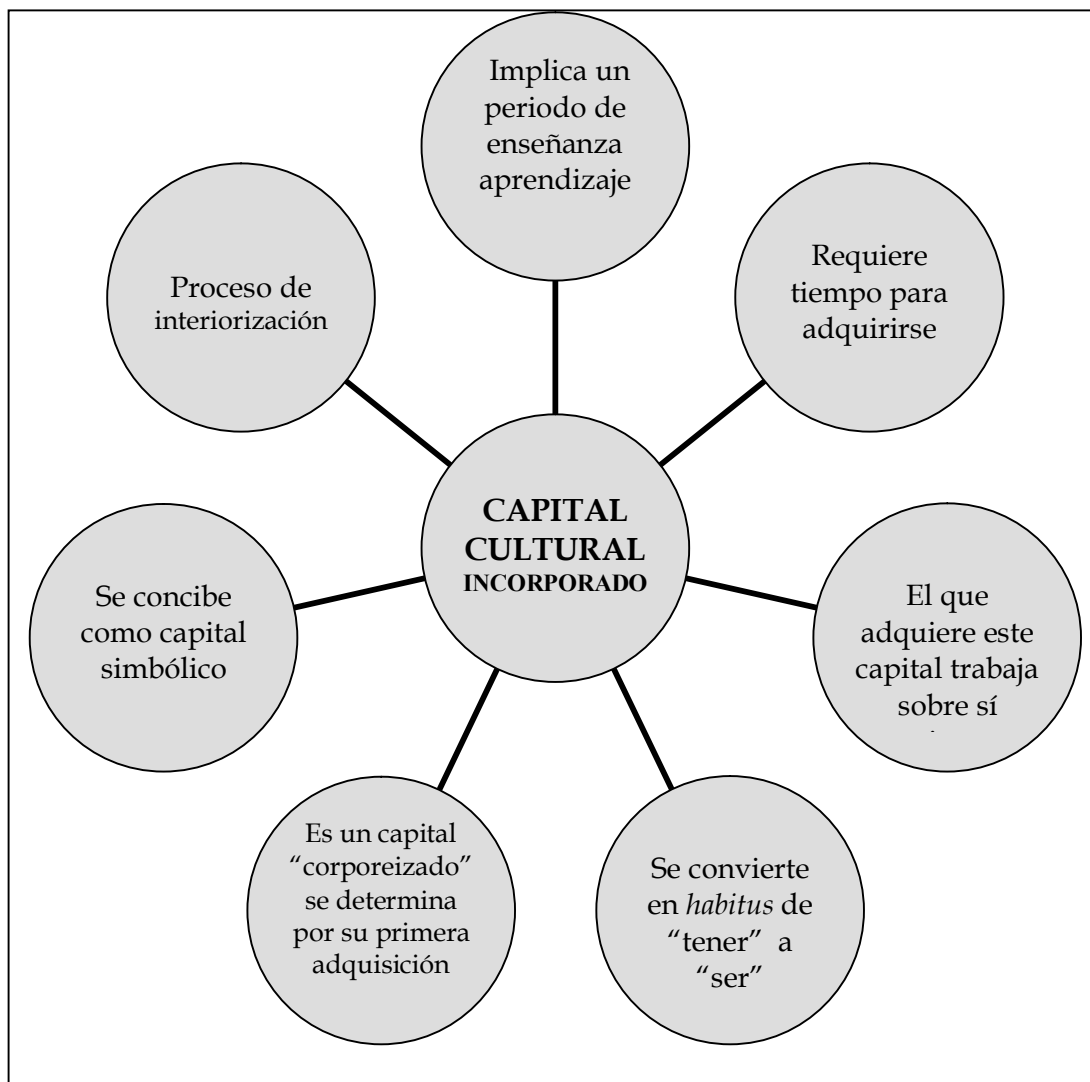 Implica un
periodo de
enseñanza
aprendizaje
Requiere
tiempo para
adquirirse
El que
adquiere este
capital trabaja
sobre sí
Se convierte
en habitus de
“tener” a
“ser”
Es un capital
“corporeizado”
se determina
por su primera
adquisición
Se concibe
como capital
simbólico
Proceso de
interiorización
CAPITAL
CULTURAL
INCORPORADO